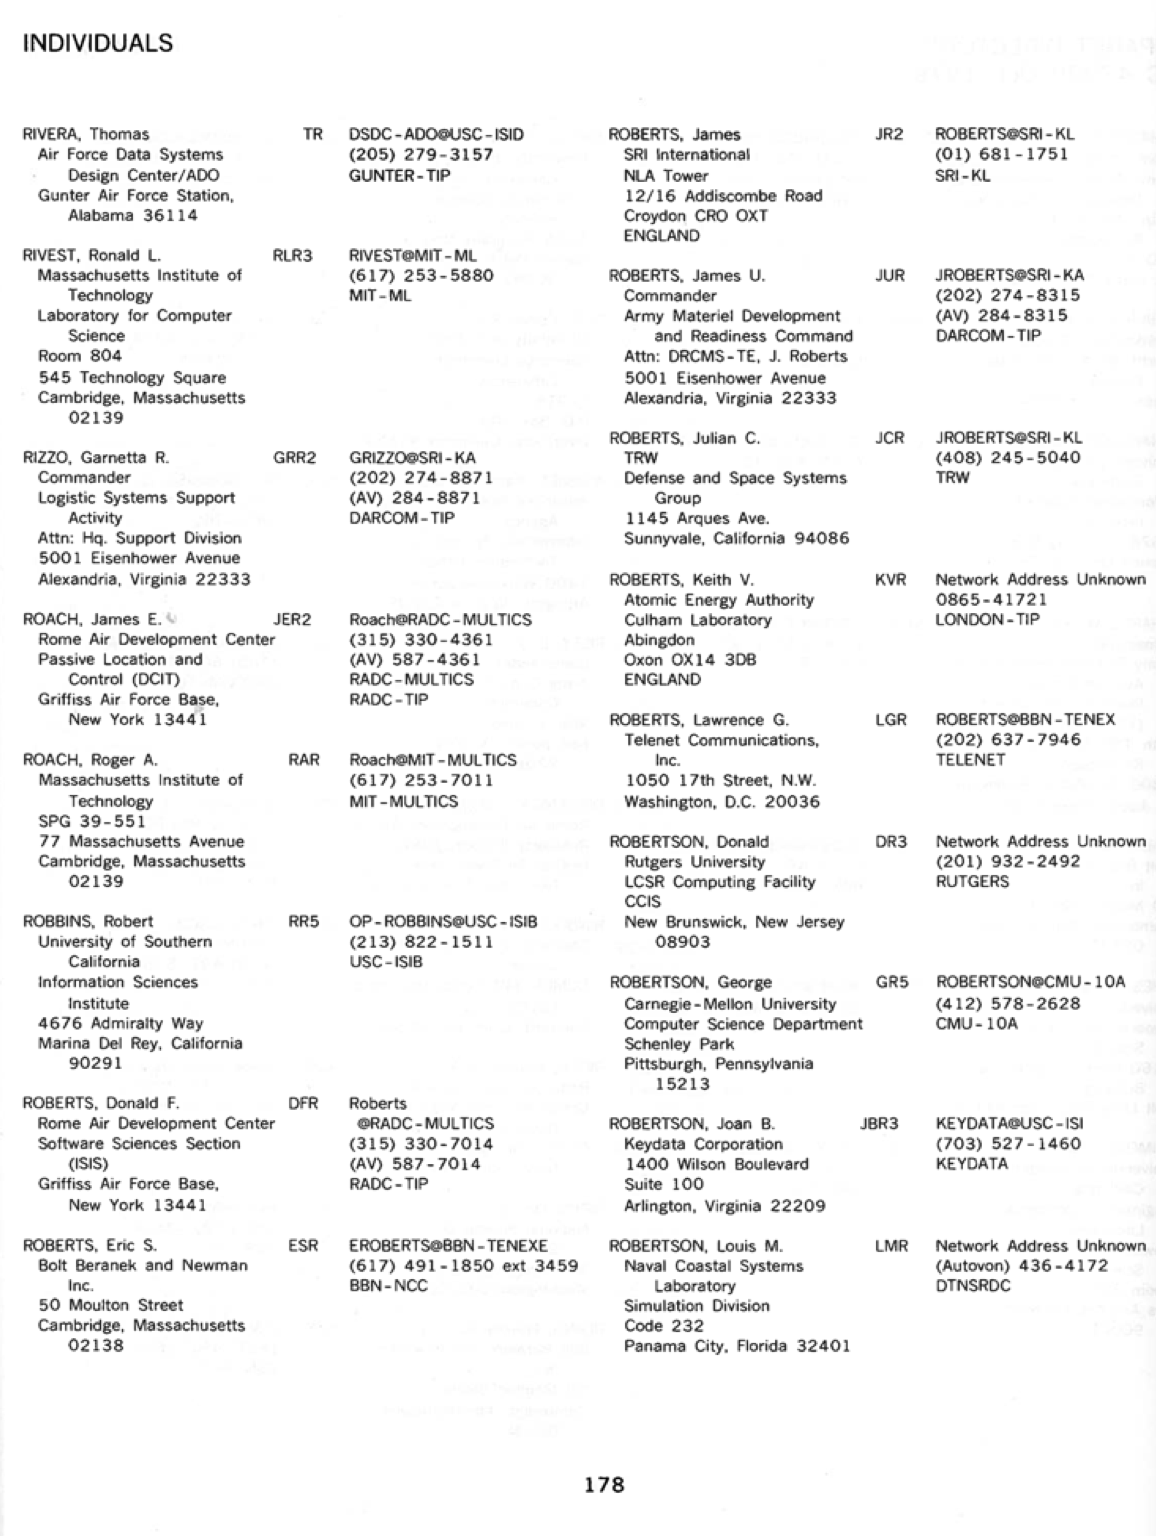 INDIVIDUALS
RIVERA, Thomas TR DSDC-ADO@USC-ISID
Air Force Data Systems (205) 279-3157
Design Center/ADO GUNTER-TIP
Gunter Air Force Station,
Alabama 36114
RIVEST, Ronald L. RLR3 RIVEST@MIT-ML
Massachusetts Institute of (617) 253-5880
Technology MIT-ML
Laboratory for Computer
Science
Room 804
545 Technology Square
Cambridge, Massachusetts
02139
RIZZO, Garnetta R. GRR2 GRIZZO@SRI-KA
Commander (202) 274-8871
Logistic Systems Support (AV) 284-8871
Activity DARCOM-TIP
Attn: Hq. Support Division
5001 Eisenhower Avenue
Alexandria, Virginia 22333
ROACH, James E. JER2 Roach@RADC-MULTICS
Rome Air Development Center (315) 330-4361
Passive Location and (AV) 587-4361
Control (DCIT) RADC-MULTICS
Griffiss Air Force Base, RADC-TIP
New York 13441
ROACH, Roger A. RAR Roach@MIT-MULTICS
Massachusetts Institute of (617) 253-7011
Technology MIT-MULTICS
SPG 39-551
77 Massachusetts Avenue
Cambridge, Massachusetts
02139
ROBBINS, Robert RR5 OP-ROBBINS@USC-ISIB
University of Southern (213) 822-1511
California USC-ISIB
Information Sciences
Institute
4676 Admiralty Way
Marina Del Rey, California
90291
ROBERTS, Donald F. DFR Roberts
Rome Air Development Center @RADC-MULTICS
Software Sciences Section (315) 330-7014
(ISIS) (AV) 587-7014
Griffiss Air Force Base, RADC-TIP
New York 13441
ROBERTS, Eric S. ESR EROBERTS@BBN-TENEXE
Bolt Beranek and Newman (617) 491-1850 ext 3459
Inc. BBN-NCC
50 Moulton Street
Cambridge, Massachusetts
02138
ROBERTS, James JR2 ROBERTS@SRI-KL
SRI International (01) 681-1751
NLA Tower SRI-KL
12/16 Addiscombe Road
Croydon CRO OXT
ENGLAND
ROBERTS, James U. JUR JROBERTS@SRI-KA
Commander (202) 274-8315
Army Materiel Development (AV) 284-8315
and Readiness Command DARCOM-TIP
Attn: DRCMS-TE, J. Roberts
5001 Eisenhower Avenue
Alexandria, Virginia 22333
ROBERTS, Julian C. JCR JROBERTS@SRI-KL
TRW (408) 245-5040
Defense and Space Systems TRW
Group
1145 Arques Ave.
Sunnyvale, California 94086
ROBERTS, Keith V. KVR Network Address Unknown
Atomic Energy Authority 0865-41721
Culham Laboratory LONDON-TIP
Abingdon
Oxon OX14 3DB
ENGLAND
ROBERTS, Lawrence G. LGR ROBERTS@BBN-TENEX
Telenet Communications, (202) 637-7946
Inc. TELENET
1050 17th Street, N.W.
Washington, D.C. 20036
ROBERTSON, Donald DR3 Network Address Unknown
Rutgers University (201) 932-2492
LCSR Computing Facility RUTGERS
CCIS
New Brunswick, New Jersey
08903
ROBERTSON, George GR5 ROBERTSON@CMU-10A
Carnegie-Mellon University (412) 578-2628
Computer Science Department CMU-10A
Schenley Park
Pittsburgh, Pennsylvania
15213
ROBERTSON, Joan B. JBR3 KEYDATA@USC-ISI
Keydata Corporation (703) 527-1460
1400 Wilson Boulevard KEYDATA
Suite 100
Arlington, Virginia 22209
ROBERTSON, Louis M. LMR Network Address Unknown
Naval Coastal Systems (Autovon) 436-4172
Laboratory DTNSRDC
Simulation Division
Code 232
Panama City, Florida 32401
178